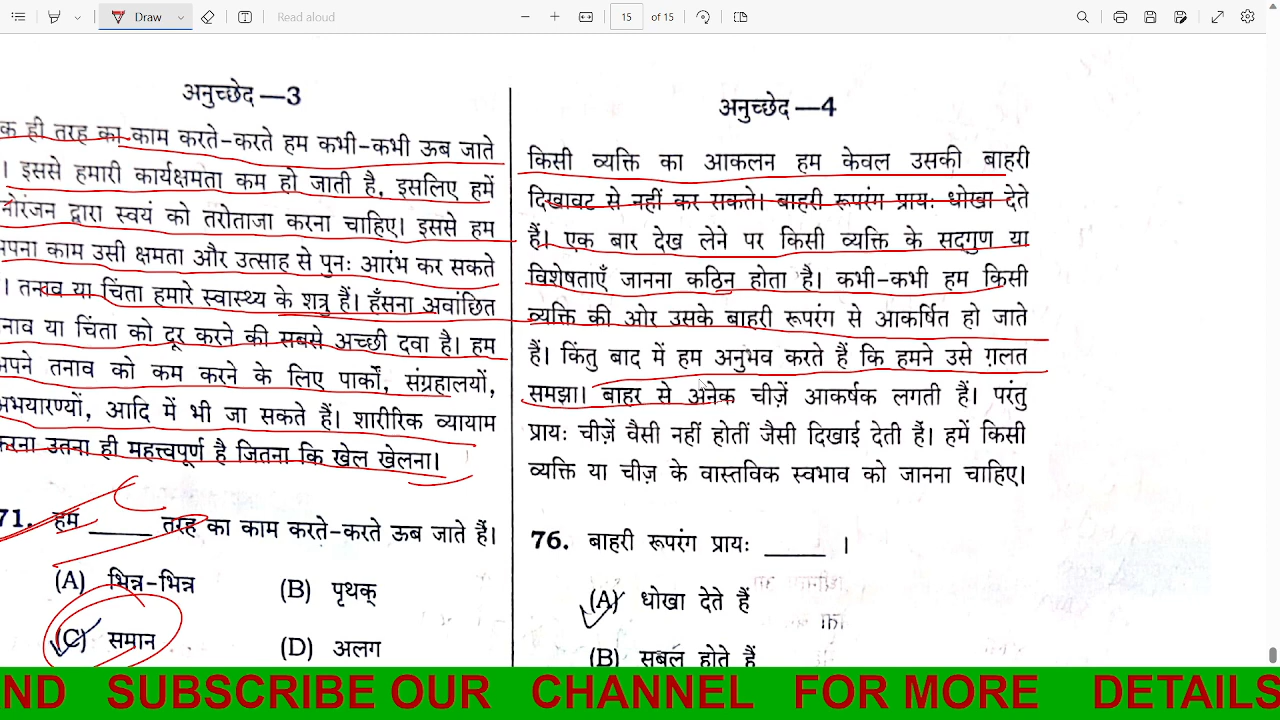 Draw
Read aloud
15 of 15
अनुच्छेद—3
क ही तरह का काम करते-करते हम कभी-कभी ऊब जाते
। इससे हमारी कार्यक्षमता कम हो जाती है, इसलिए हमें
नोरंजन द्वारा स्वयं को तरोताजा करना चाहिए। इससे हम
अपना काम उसी क्षमता और उत्साह से पुनः आरंभ कर सकते
। तनाव या चिंता हमारे स्वास्थ्य के शत्रु हैं। हँसना अवांछित
नाव या चिंता को दूर करने की सबसे अच्छी दवा है। हम
अपने तनाव को कम करने के लिए पार्कों, संग्रहालयों,
अभयारण्यों, आदि में भी जा सकते हैं। शारीरिक व्यायाम
करना उतना ही महत्त्वपूर्ण है जितना कि खेल खेलना।
71. हम _____ तरह का काम करते-करते ऊब जाते हैं।
(A) भिन्न-भिन्न (B) पृथक्
(C) समान (D) अलग
अनुच्छेद—4
किसी व्यक्ति का आकलन हम केवल उसकी बाहरी
दिखावट से नहीं कर सकते। बाहरी रूपरंग प्रायः धोखा देते
हैं। एक बार देख लेने पर किसी व्यक्ति के सद्गुण या
विशेषताएँ जानना कठिन होता है। कभी-कभी हम किसी
व्यक्ति की ओर उसके बाहरी रूपरंग से आकर्षित हो जाते
हैं। किंतु बाद में हम अनुभव करते हैं कि हमने उसे ग़लत
समझा। बाहर से अनेक चीज़ें आकर्षक लगती हैं। परंतु
प्रायः चीज़ें वैसी नहीं होतीं जैसी दिखाई देती हैं। हमें किसी
व्यक्ति या चीज़ के वास्तविक स्वभाव को जानना चाहिए।
76. बाहरी रूपरंग प्रायः _____ ।
(A) धोखा देते हैं
(B) सबल होते हैं
ND SUBSCRIBE OUR CHANNEL FOR MORE DETAILS